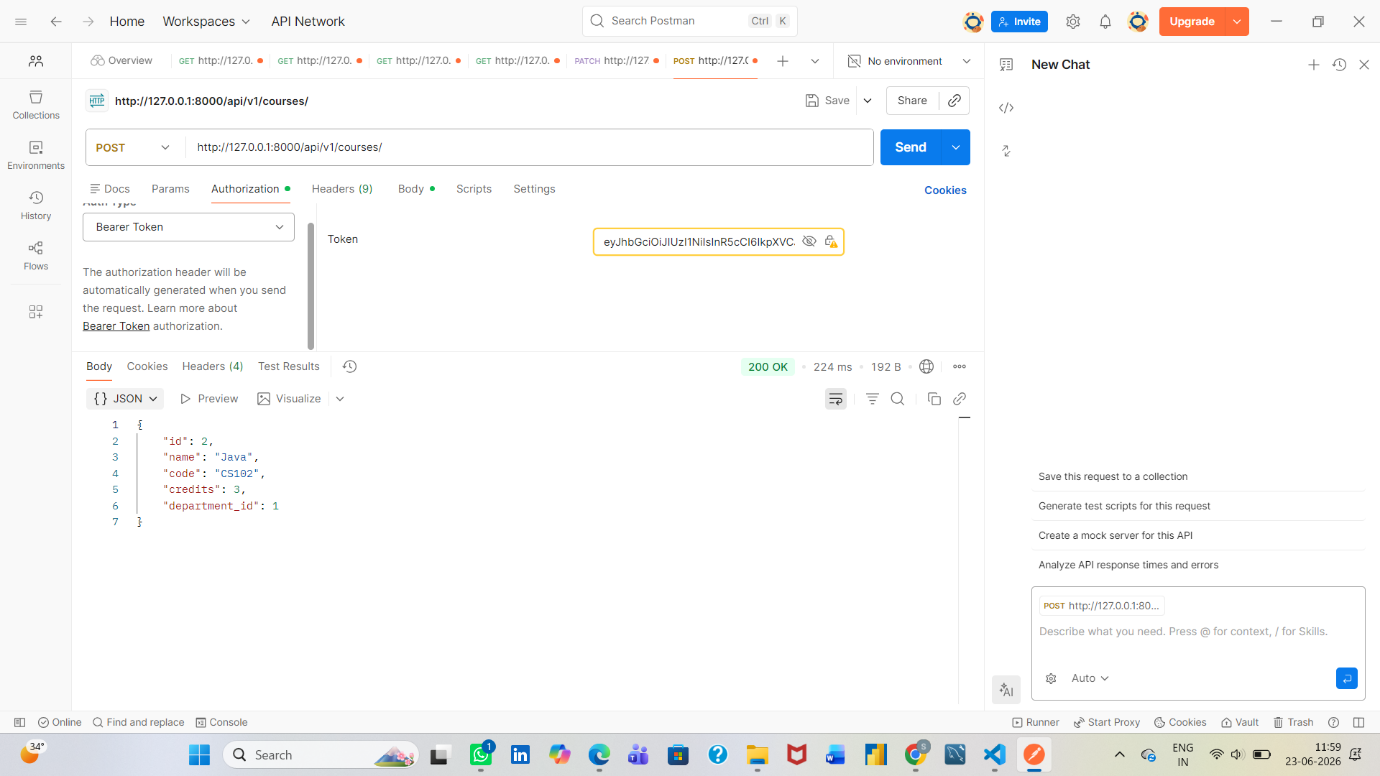 Home Workspaces API Network Search Postman Ctrl K Invite Upgrade
Overview GET http://127.0. GET http://127.0. GET http://127.0. GET http://127.0. PATCH http://127 POST http://127.0 No environment New Chat
HTTP http://127.0.0.1:8000/api/v1/courses/ Save Share
Collections
POST http://127.0.0.1:8000/api/v1/courses/ Send
Environments
Docs Params Authorization Headers (9) Body Scripts Settings Cookies
History
Bearer Token
Token
Flows
The authorization header will be
automatically generated when you send
the request. Learn more about
Bearer Token authorization.
Body Cookies Headers (4) Test Results 200 OK 224 ms 192 B
{} JSON Preview Visualize
1 {
2 "id": 2,
3 "name": "Java",
4 "code": "CS102",
5 "credits": 3,
6 "department_id": 1
7 }
Save this request to a collection
Generate test scripts for this request
Create a mock server for this API
Analyze API response times and errors
POST http://127.0.0.1:80...
Describe what you need. Press @ for context, / for Skills.
Auto
AI
Online Find and replace Console Runner Start Proxy Cookies Vault Trash
34° Search 1 ENG IN 11:59 23-06-2026